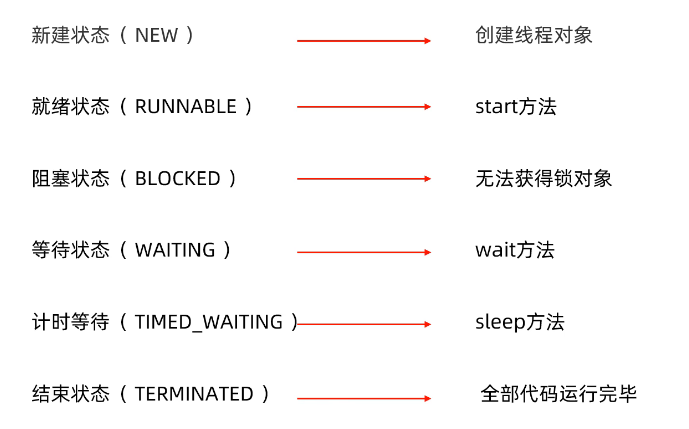 新建状态（ NEW ） 创建线程对象
就绪状态（ RUNNABLE ） start方法
阻塞状态（ BLOCKED ） 无法获得锁对象
等待状态（ WAITING ） wait方法
计时等待（ TIMED_WAITING ） sleep方法
结束状态（ TERMINATED ） 全部代码运行完毕